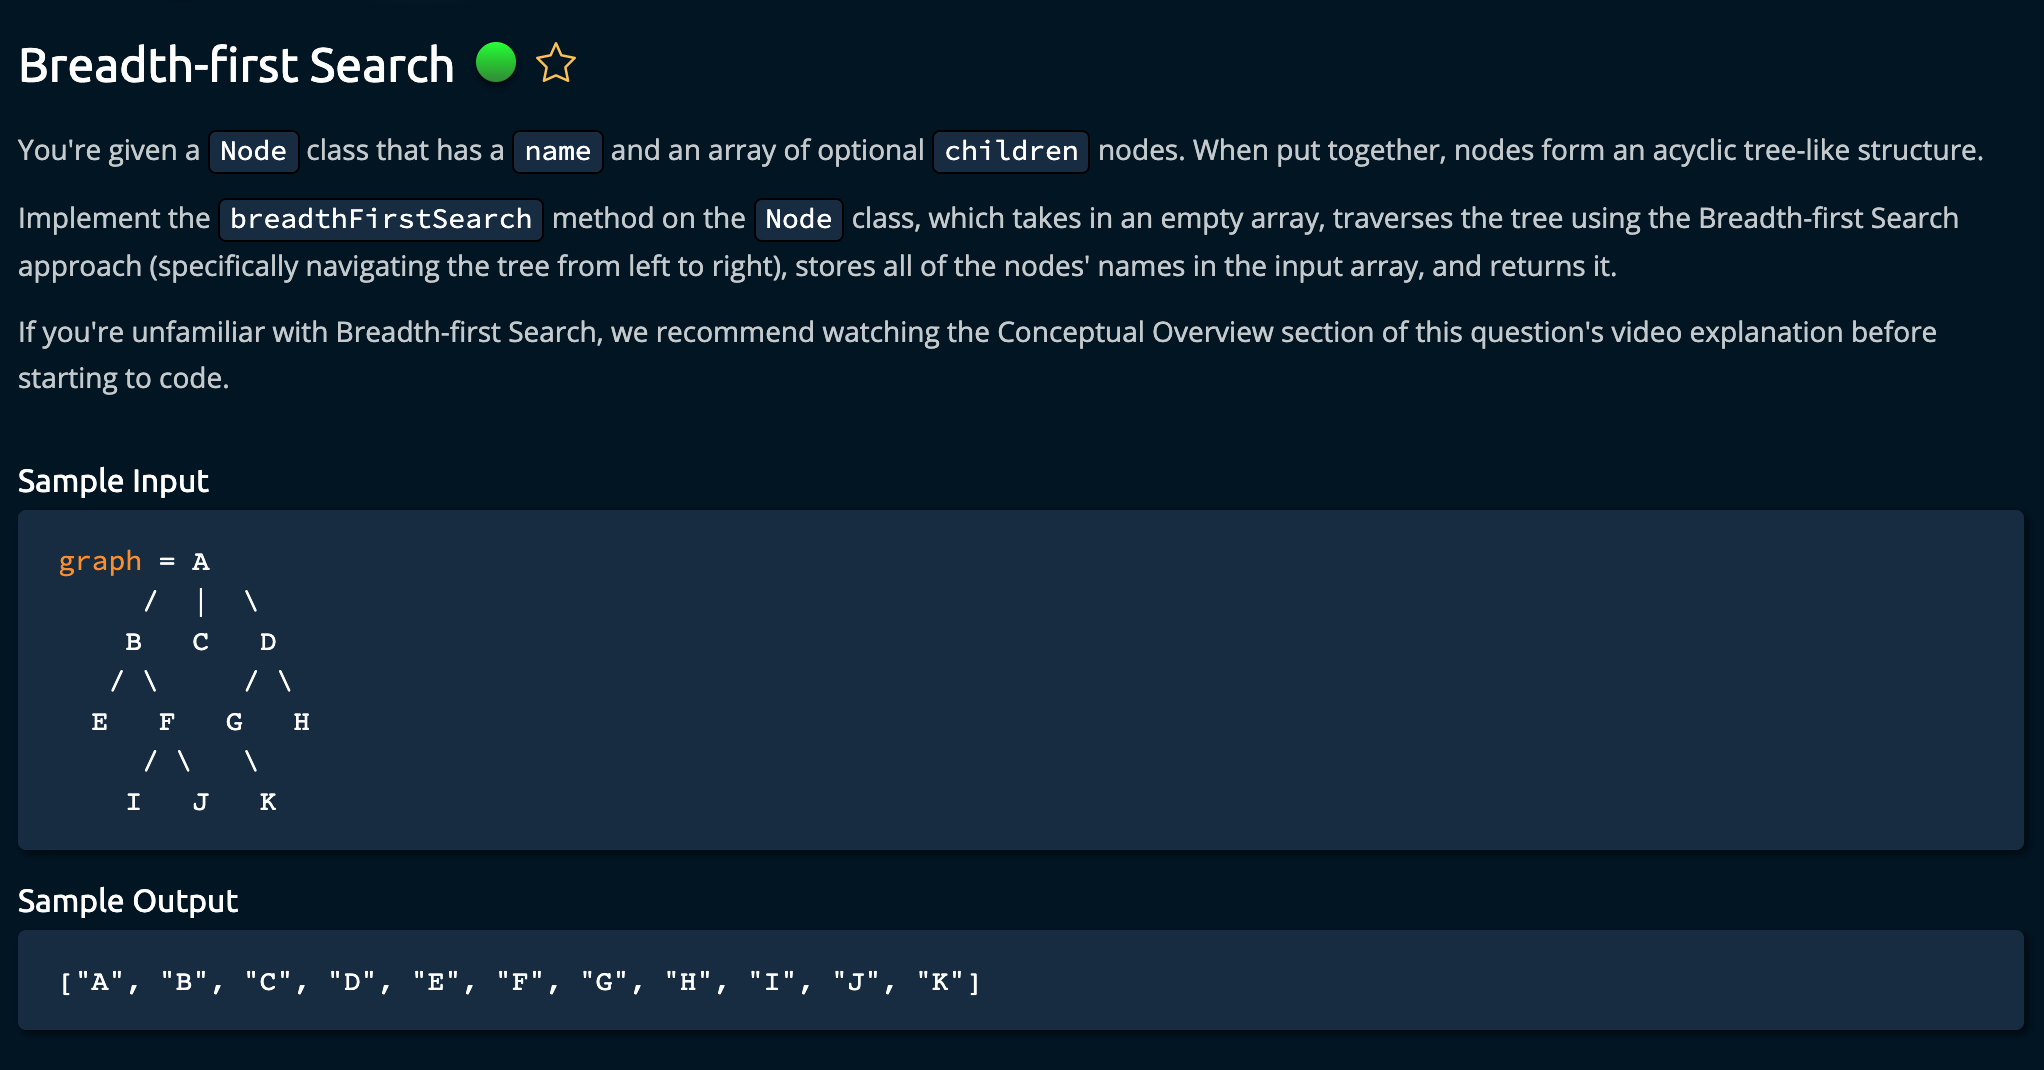 Breadth-first Search
You're given a Node class that has a name and an array of optional children nodes. When put together, nodes form an acyclic tree-like structure.
Implement the breadthFirstSearch method on the Node class, which takes in an empty array, traverses the tree using the Breadth-first Search
approach (specifically navigating the tree from left to right), stores all of the nodes' names in the input array, and returns it.
If you're unfamiliar with Breadth-first Search, we recommend watching the Conceptual Overview section of this question's video explanation before
starting to code.
Sample Input
graph = A
     /  |  \
    B   C   D
   / \     / \
  E   F   G   H
     / \   \
    I   J   K
Sample Output
["A", "B", "C", "D", "E", "F", "G", "H", "I", "J", "K"]